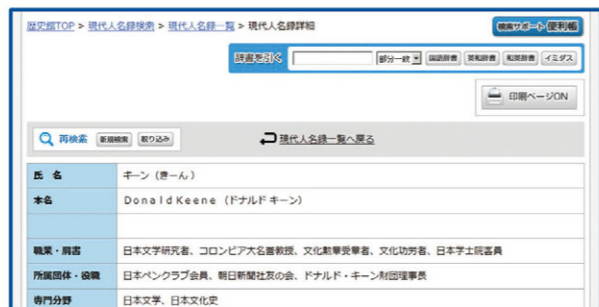 歴史館TOP > 現代人名録検索 > 現代人名録一覧 > 現代人名録詳細
検索サポート 便利帳
辞書を引く 部分一致 国語辞書 英和辞書 和英辞書 イミダス
印刷ページON
再検索 新規検索 絞り込み 現代人名録一覧へ戻る
氏 名 キーン (きーん)
本名 Donald Keene (ドナルド キーン)
職業・肩書 日本文学研究者、コロンビア大名誉教授、文化勲章受章者、文化功労者、日本学士院客員
所属団体・役職 日本ペンクラブ会員、朝日新聞社友の会、ドナルド・キーン財団理事長
専門分野 日本文学、日本文化史